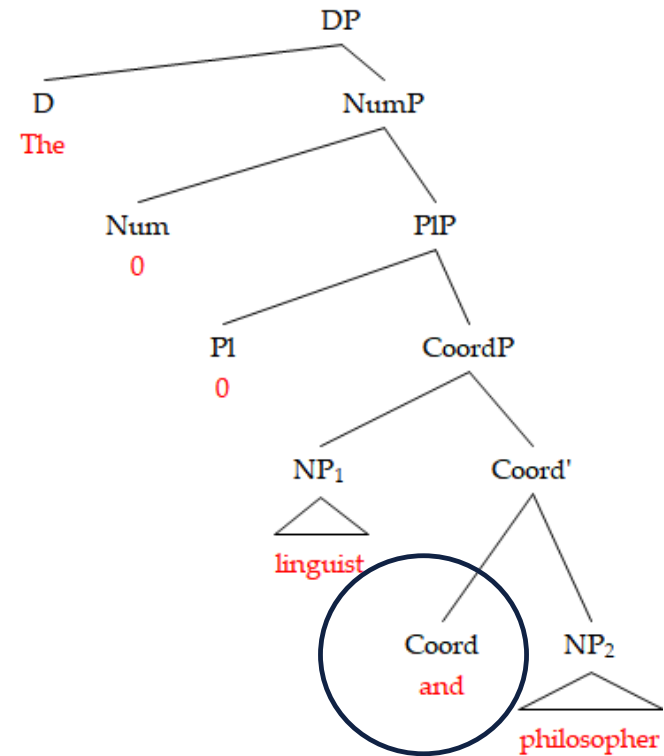 DP
D NumP
The
Num PlP
0
Pl CoordP
0
NP₁ Coord'
linguist
Coord NP₂
and
philosopher